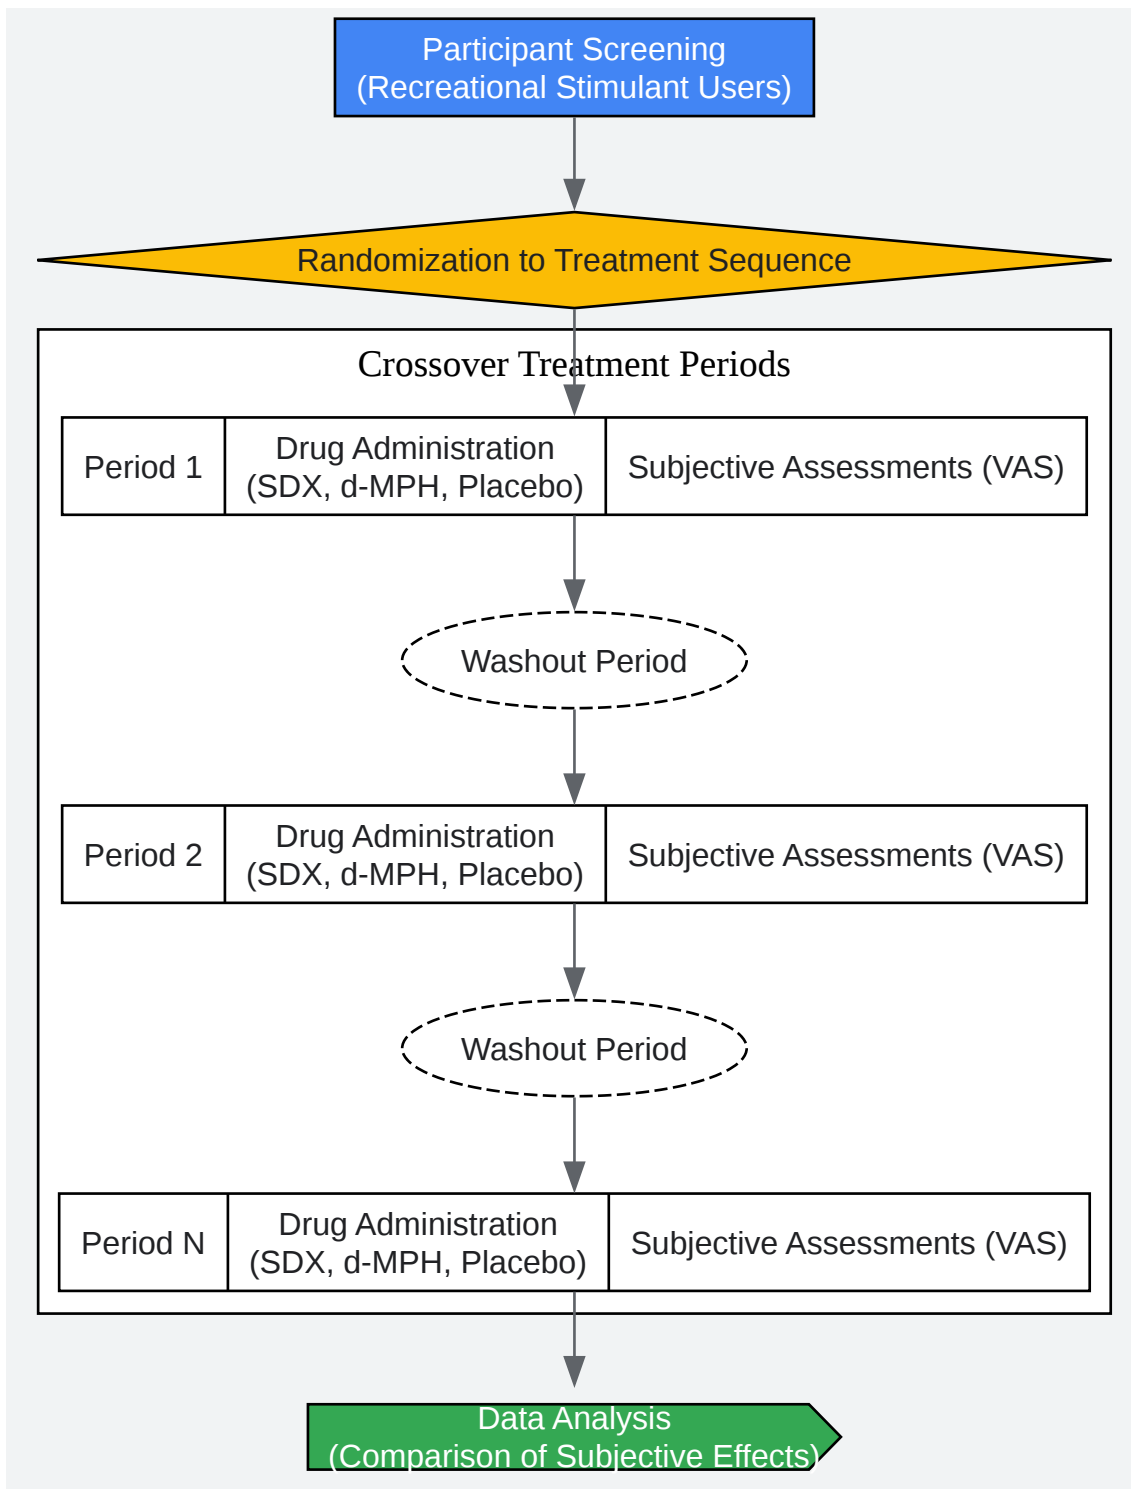 Participant Screening
(Recreational Stimulant Users)
Randomization to Treatment Sequence
Crossover Treatment Periods
Period 1
Drug Administration
(SDX, d-MPH, Placebo)
Subjective Assessments (VAS)
Washout Period
Period 2
Drug Administration
(SDX, d-MPH, Placebo)
Subjective Assessments (VAS)
Washout Period
Period N
Drug Administration
(SDX, d-MPH, Placebo)
Subjective Assessments (VAS)
Data Analysis
(Comparison of Subjective Effects)